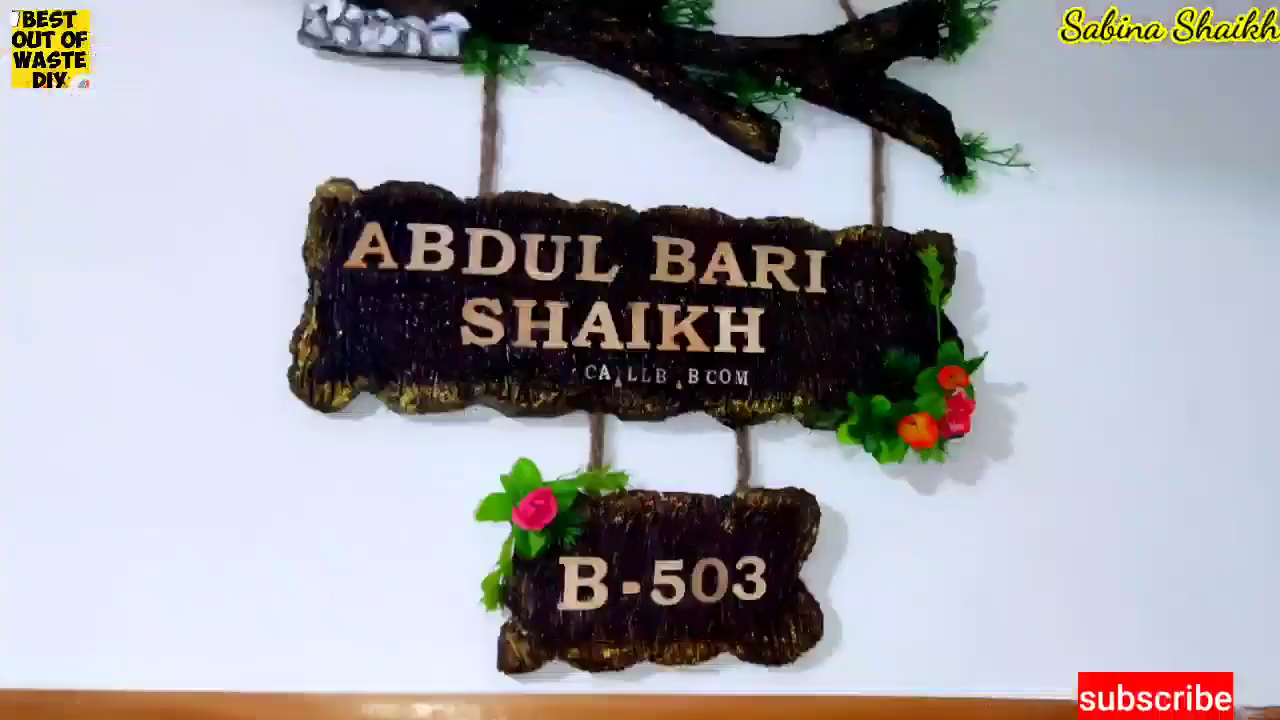 BEST
OUT OF
WASTE
DIY
Sabina Shaikh
ABDUL BARI
SHAIKH
CA, LLB, BCOM
B-503
subscribe